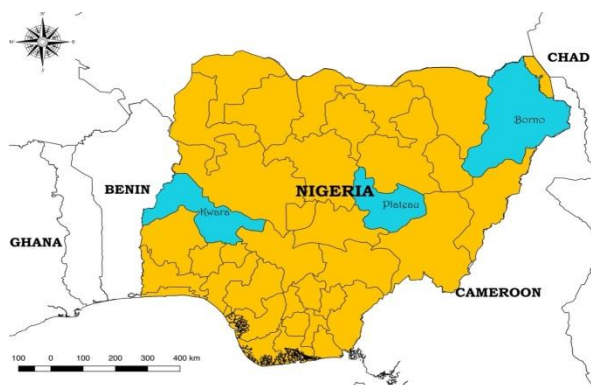 N
W
E
S
CHAD
Borno
BENIN
NIGERIA
Kwara
Plateau
GHANA
CAMEROON
100 0 100 200 300 400 km